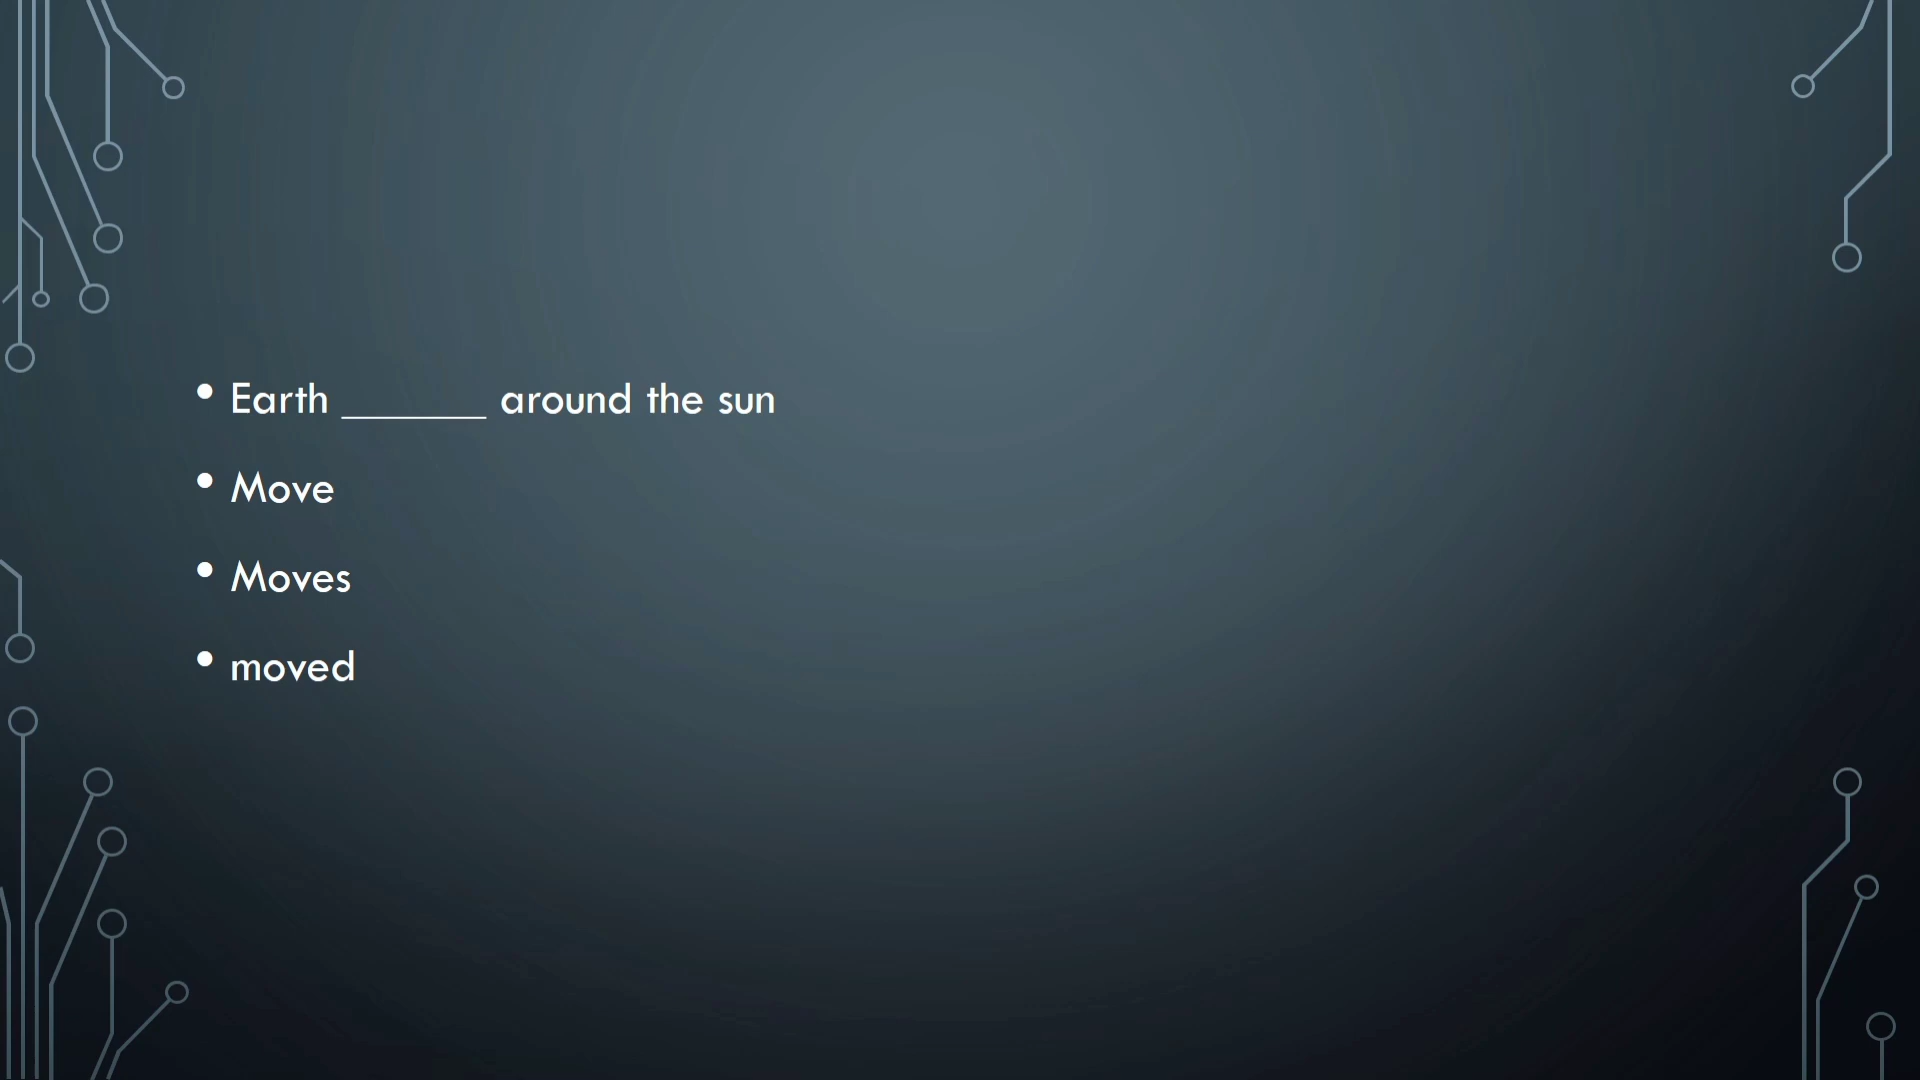 • Earth _______ around the sun
• Move
• Moves
• moved